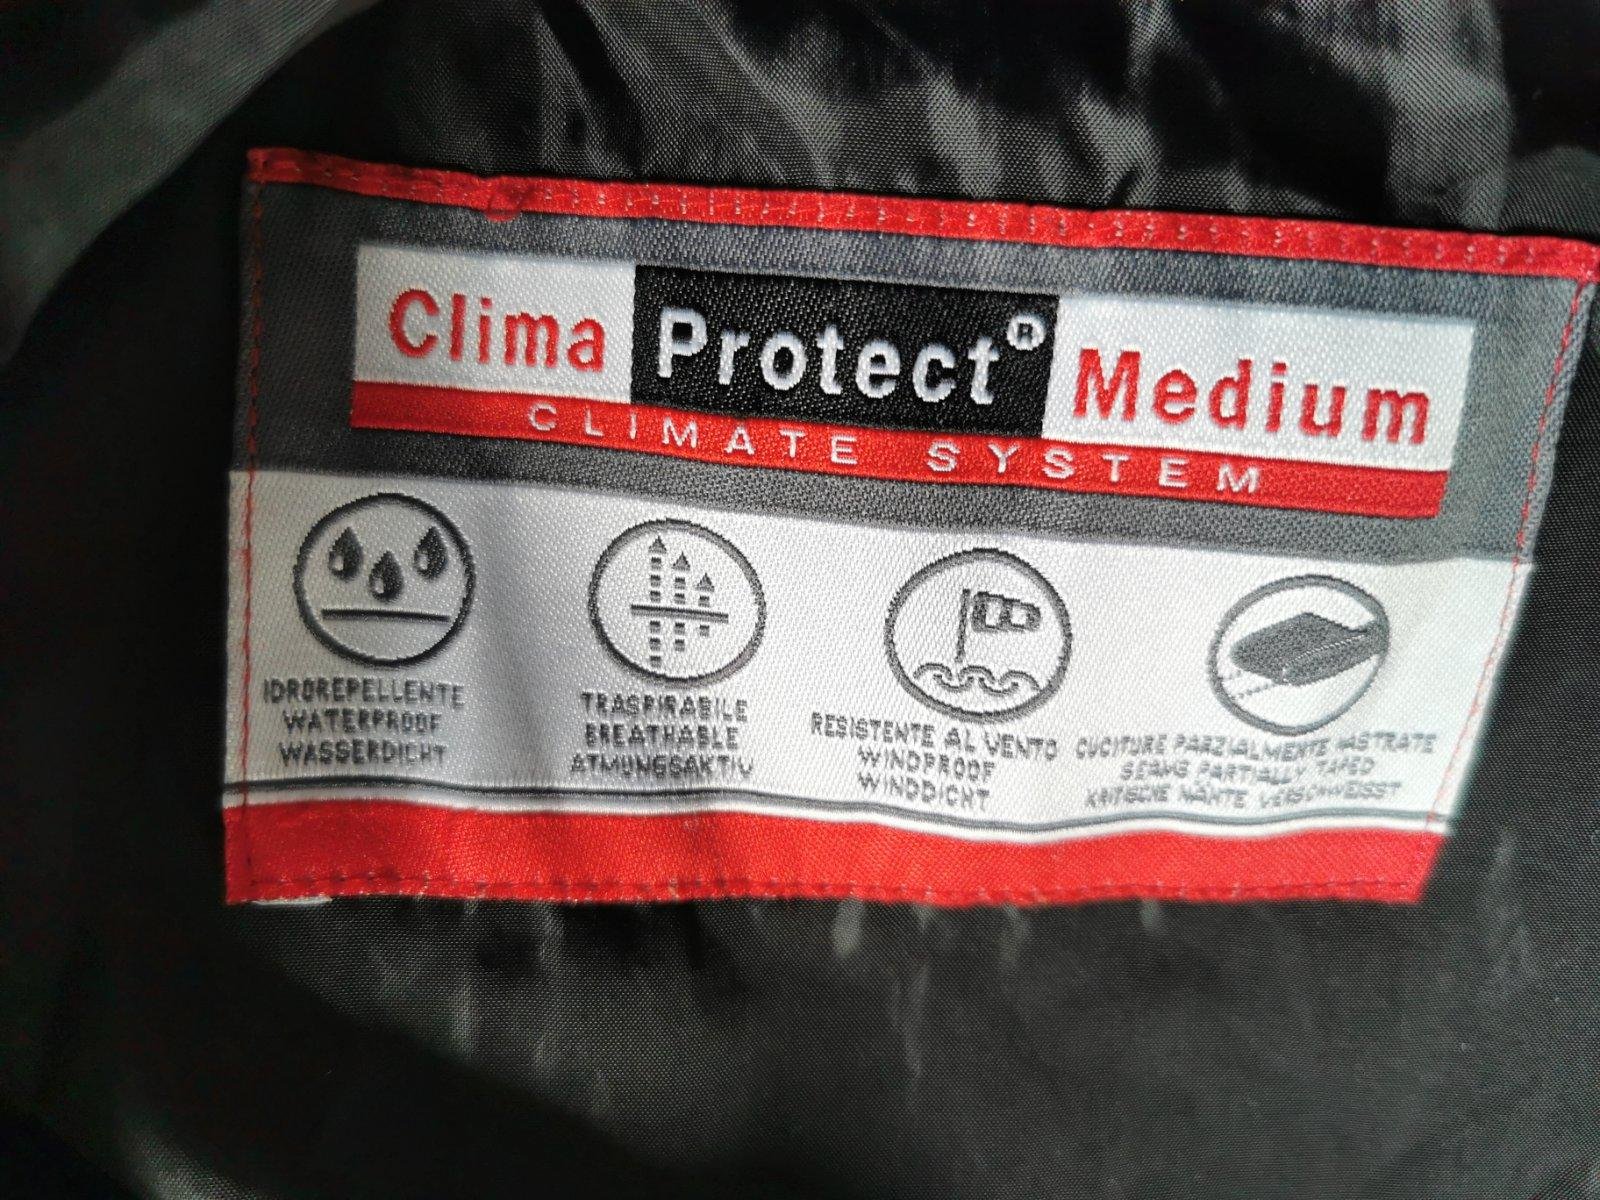 Clima Protect® Medium
CLIMATE SYSTEM
IDROREPELLENTE
WATERPROOF
WASSERDICHT
TRASPIRABILE
BREATHABLE
ATMUNGSAKTIV
RESISTENTE AL VENTO
WINDPROOF
WINDDICHT
CUCITURE PARZIALMENTE NASTRATE
SEAMS PARTIALLY TAPED
KRITISCHE NÄHTE VERSCHWEISST